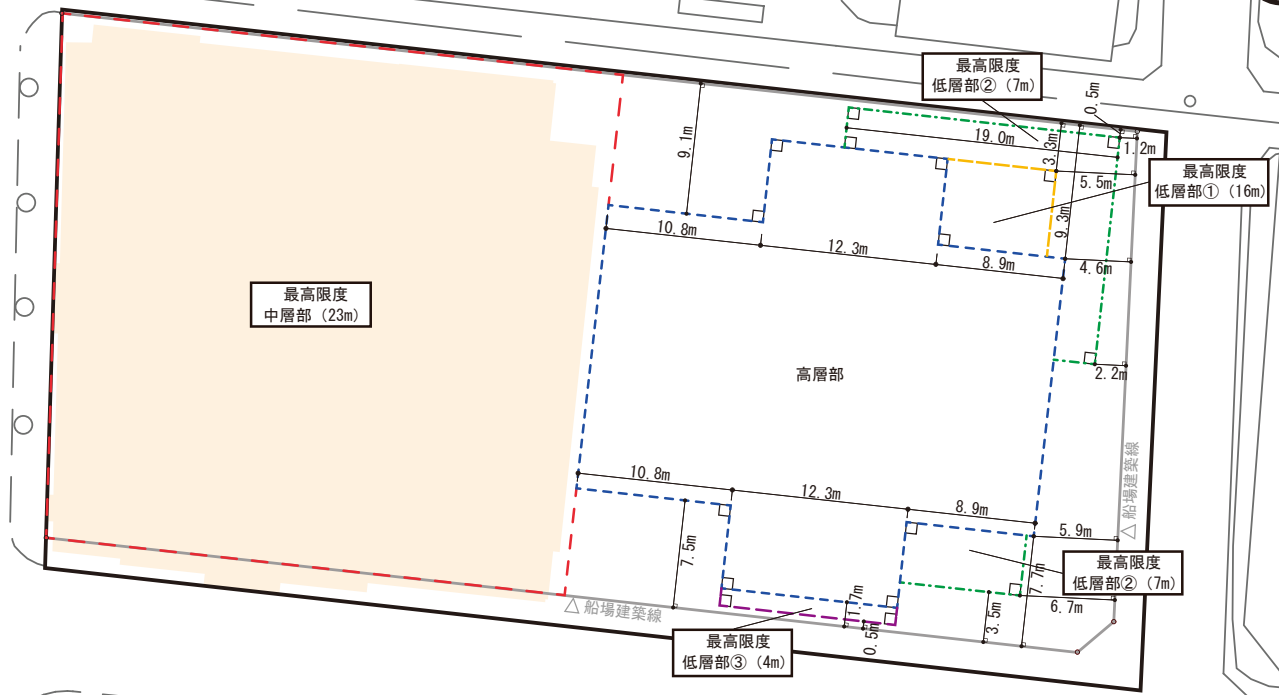 最高限度
低層部② (7m)
0.5m
19.0m
3.3m
1.2m
9.1m
最高限度
低層部① (16m)
5.5m
9.3m
10.8m
12.3m
8.9m
4.6m
最高限度
中層部 (23m)
高層部
2.2m
△ 船場建築線
10.8m
12.3m
8.9m
5.9m
7.5m
最高限度
低層部② (7m)
7.7m
△ 船場建築線
1.7m
3.5m
6.7m
0.5m
最高限度
低層部③ (4m)